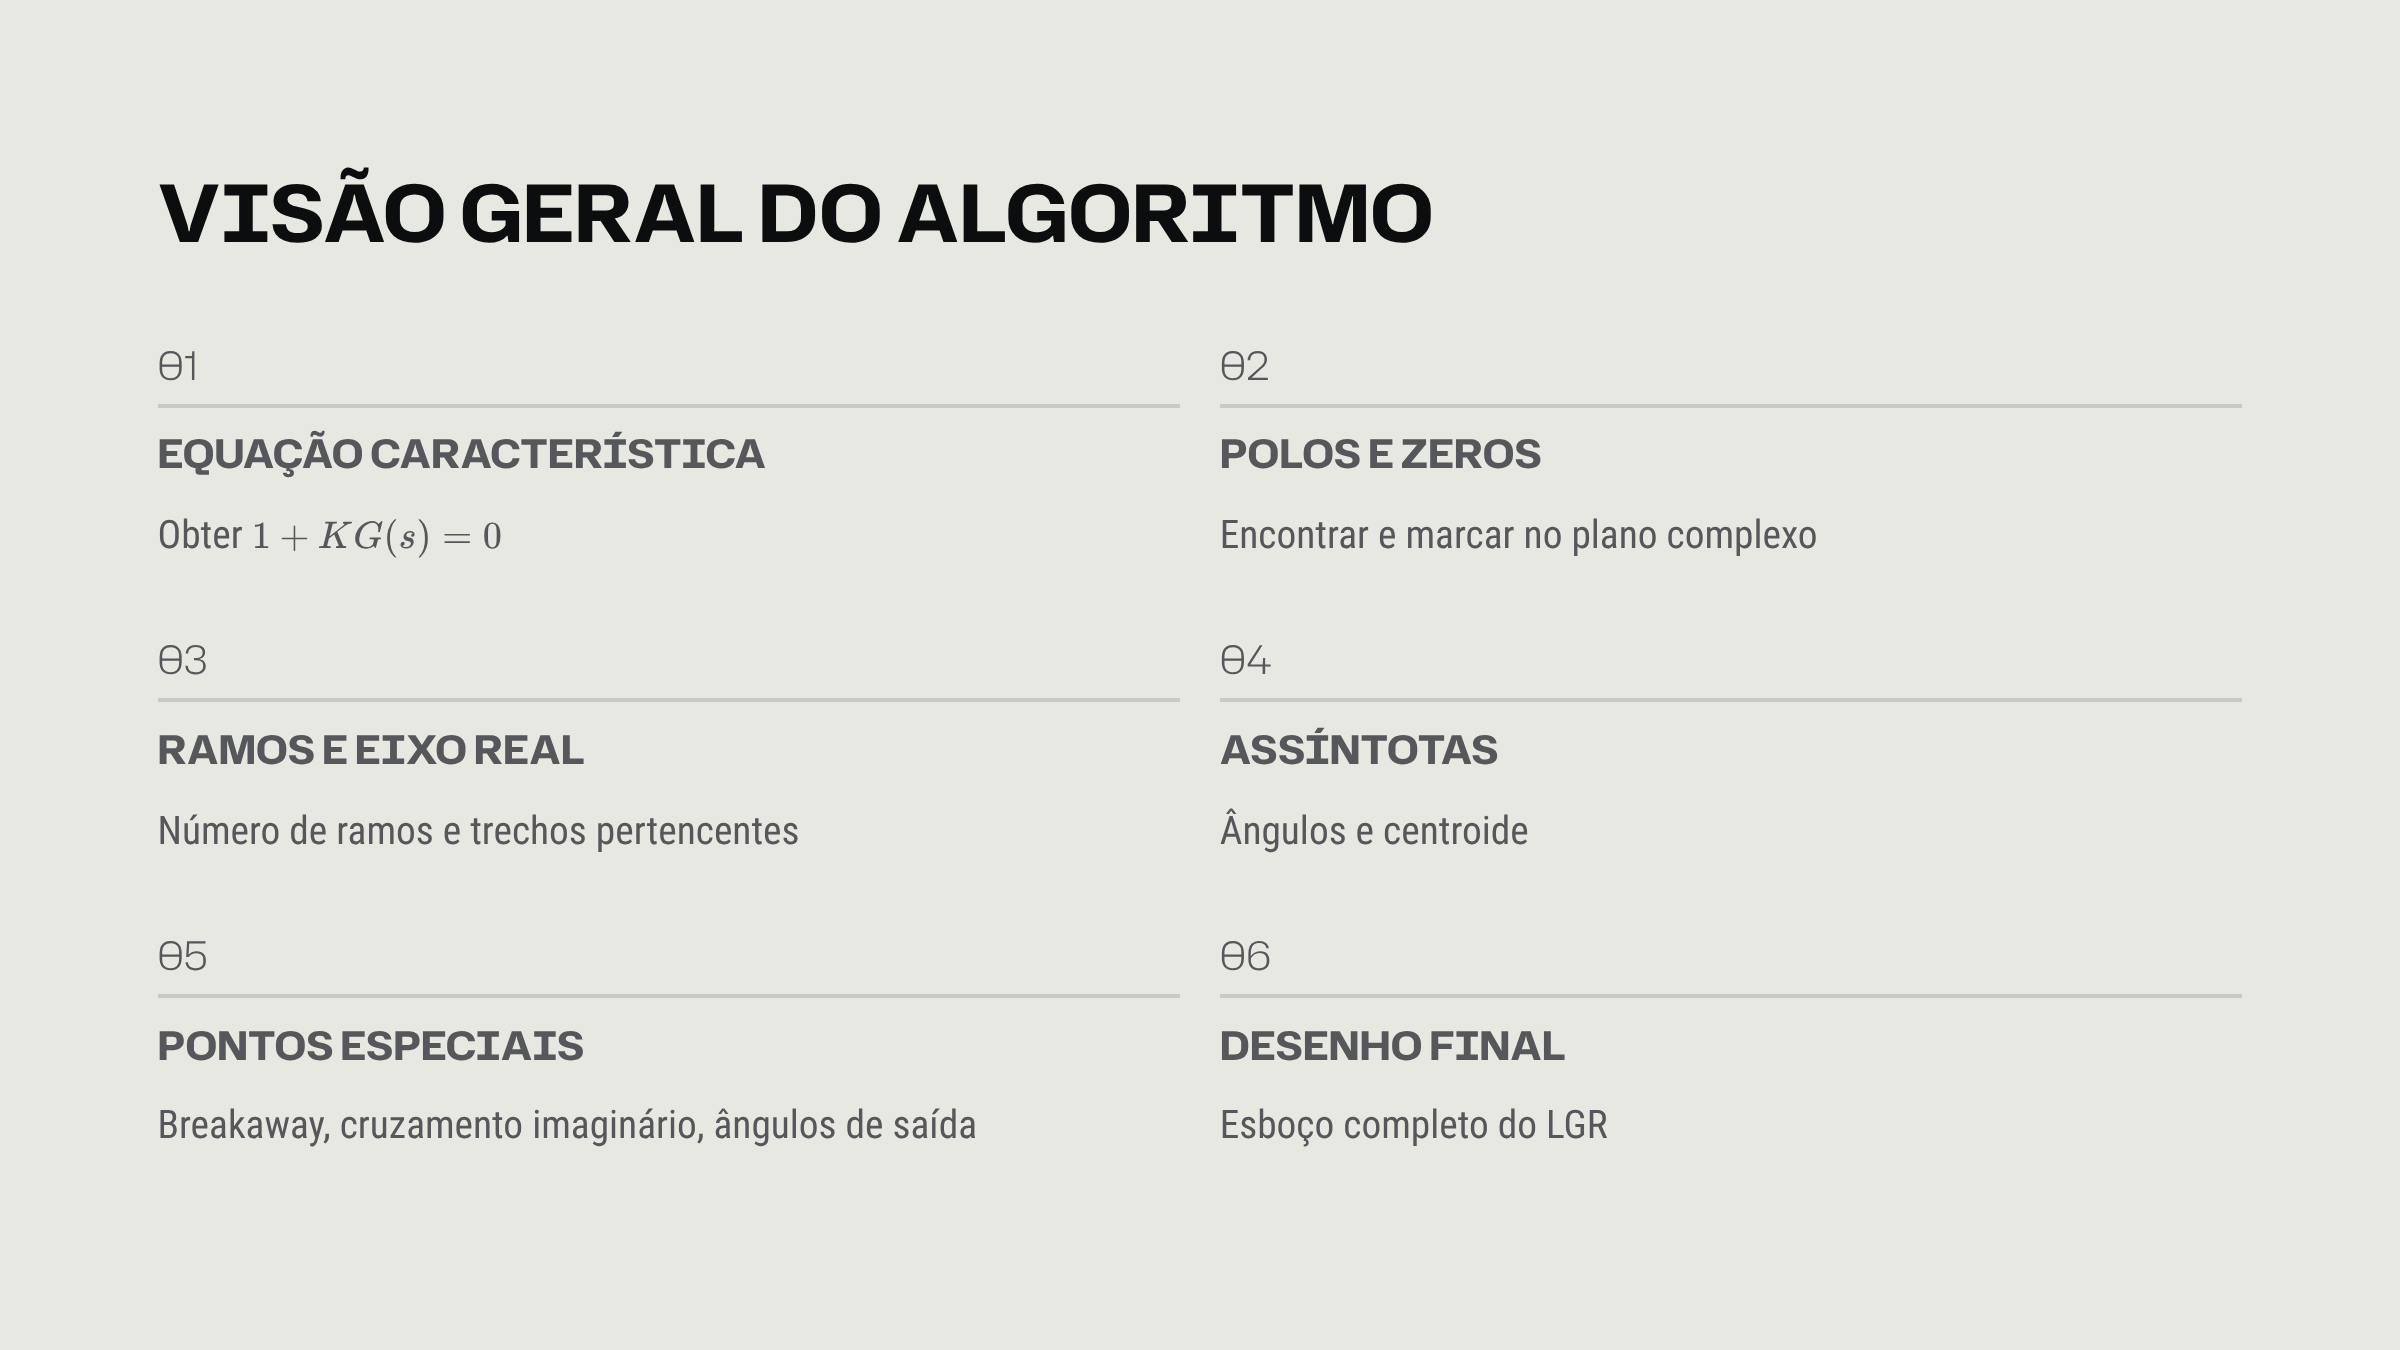 VISÃO GERAL DO ALGORITMO
01
EQUAÇÃO CARACTERÍSTICA
Obter 1 + KG(s) = 0
02
POLOS E ZEROS
Encontrar e marcar no plano complexo
03
RAMOS E EIXO REAL
Número de ramos e trechos pertencentes
04
ASSÍNTOTAS
Ângulos e centroide
05
PONTOS ESPECIAIS
Breakaway, cruzamento imaginário, ângulos de saída
06
DESENHO FINAL
Esboço completo do LGR